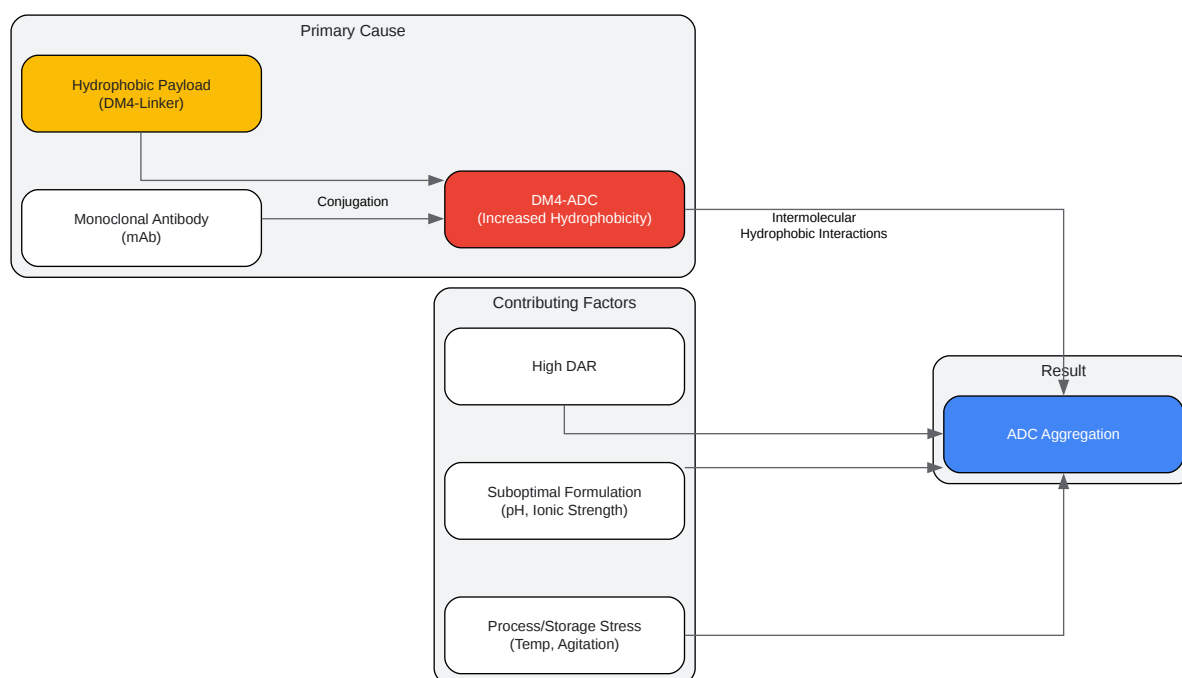 Primary Cause
Hydrophobic Payload
(DM4-Linker)
Monoclonal Antibody
(mAb)
Conjugation
DM4-ADC
(Increased Hydrophobicity)
Intermolecular
Hydrophobic Interactions
Contributing Factors
High DAR
Suboptimal Formulation
(pH, Ionic Strength)
Process/Storage Stress
(Temp, Agitation)
Result
ADC Aggregation